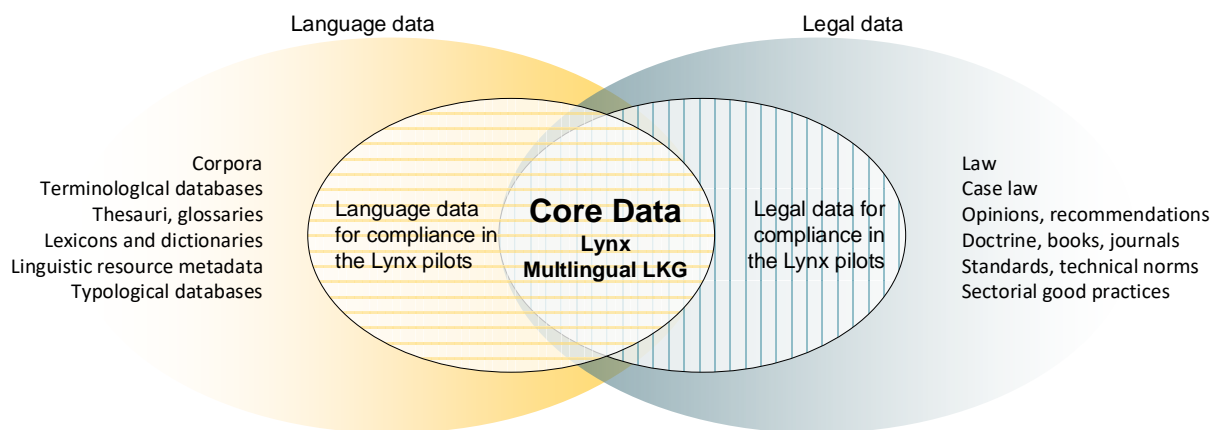 Language data
Legal data
Corpora
TerminologIcal databases
Thesauri, glossaries
Lexicons and dictionaries
Linguistic resource metadata
Typological databases
Language data
for compliance in
the Lynx pilots
Core Data
Lynx
Multlingual LKG
Legal data for
compliance in
the Lynx pilots
Law
Case law
Opinions, recommendations
Doctrine, books, journals
Standards, technical norms
Sectorial good practices